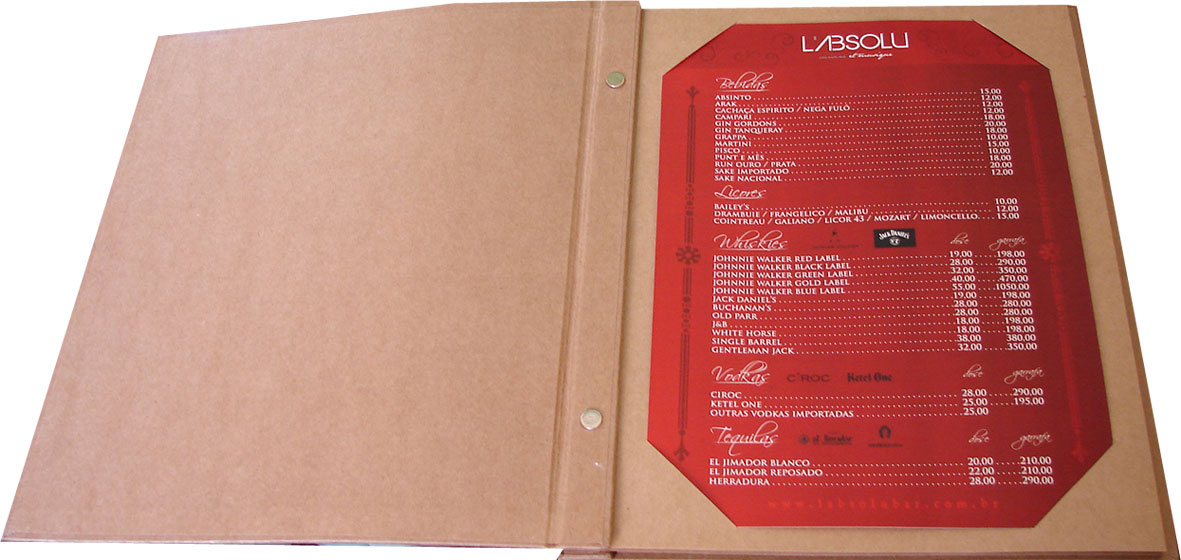 L'ABSOLU
Bebidas
ABSINTO 15.00
ARAK 12.00
CACHAÇA ESPIRITO / NEGA FULÔ 12.00
CAMPARI 12.00
GIN GORDONS 18.00
GIN TANQUERAY 20.00
GRAPPA 18.00
MARTINI 10.00
PISCO 15.00
PUNT E MÊS 10.00
RUN OURO / PRATA 18.00
SAKE IMPORTADO 20.00
SAKE NACIONAL 12.00
Licores
BAILEY'S 10.00
DRAMBUIE / FRANGELICO / MALIBU 12.00
COINTREAU / GALIANO / LICOR 43 / MOZART / LIMONCELLO 15.00
Whiskies JACK DANIEL'S dose garrafa
JOHNNIE WALKER RED LABEL 19.00 198.00
JOHNNIE WALKER BLACK LABEL 28.00 290.00
JOHNNIE WALKER GREEN LABEL 32.00 350.00
JOHNNIE WALKER GOLD LABEL 40.00 470.00
JOHNNIE WALKER BLUE LABEL 55.00 1050.00
JACK DANIEL'S 19.00 198.00
BUCHANAN'S 28.00 280.00
OLD PARR 28.00 280.00
J&B 18.00 198.00
WHITE HORSE 18.00 198.00
SINGLE BARREL 38.00 380.00
GENTLEMAN JACK 32.00 350.00
Vodkas CÎROC Ketel One dose garrafa
CIROC 28.00 290.00
KETEL ONE 25.00 195.00
OUTRAS VODKAS IMPORTADAS 25.00
Tequilas el Jimador dose garrafa
EL JIMADOR BLANCO 20.00 210.00
EL JIMADOR REPOSADO 22.00 210.00
HERRADURA 28.00 290.00
www.labsolubar.com.br